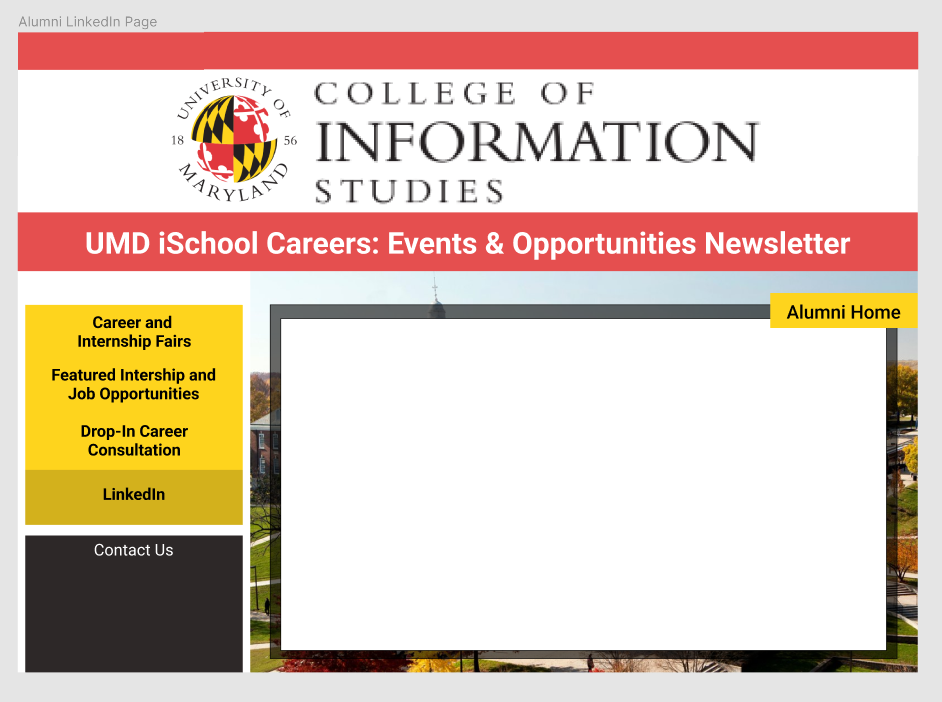 Alumni LinkedIn Page
UNIVERSITY OF
18 56
MARYLAND
COLLEGE OF
INFORMATION
STUDIES
UMD iSchool Careers: Events & Opportunities Newsletter
Alumni Home
Career and
Internship Fairs
Featured Intership and
Job Opportunities
Drop-In Career
Consultation
LinkedIn
Contact Us